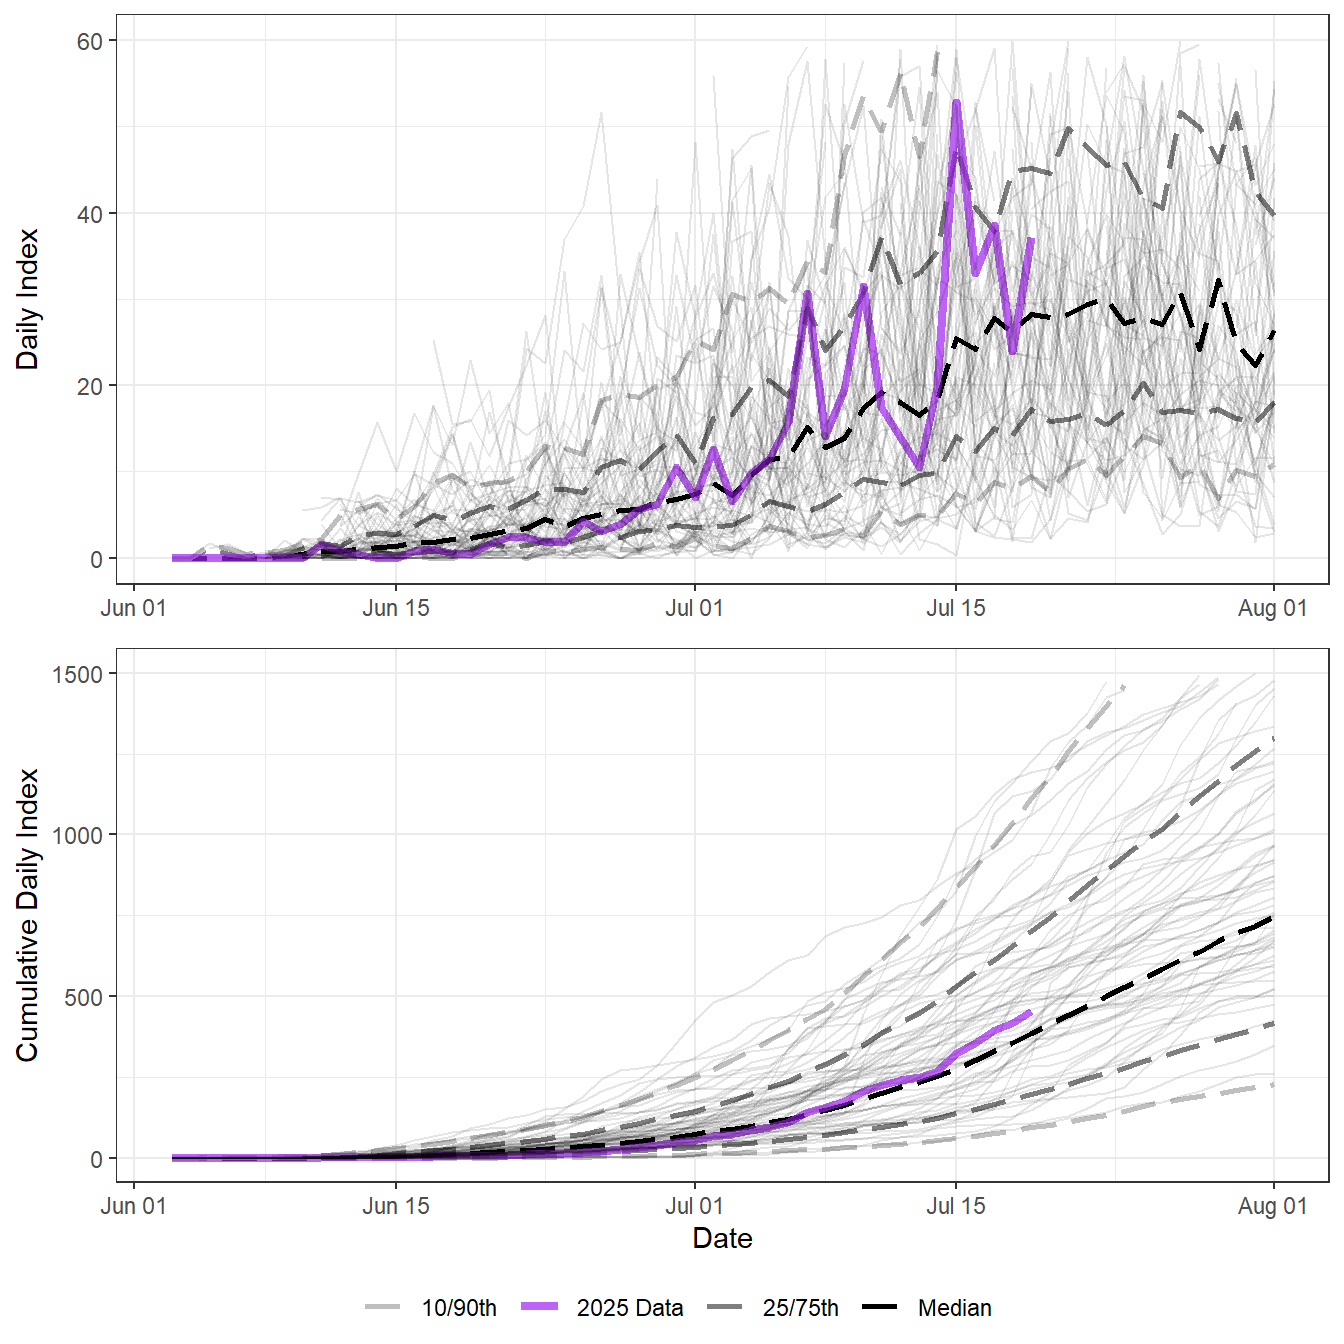 Daily Index
60
40
20
0
Jun 01 Jun 15 Jul 01 Jul 15 Aug 01
Cumulative Daily Index
1500
1000
500
0
Jun 01 Jun 15 Jul 01 Jul 15 Aug 01
Date
10/90th 2025 Data 25/75th Median